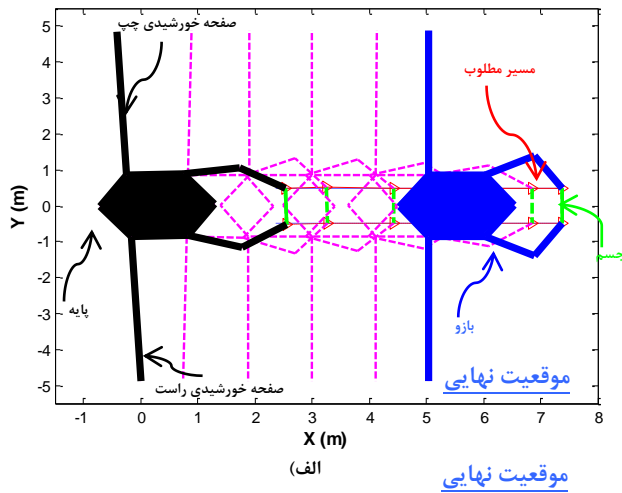 صفحه خورشیدی چپ
مسیر مطلوب
جسم
پایه
بازو
صفحه خورشیدی راست
موقعیت نهایی
Y (m)
5
4
3
2
1
0
-1
-2
-3
-4
-5
-1 0 1 2 3 4 5 6 7 8
X (m)
الف)
موقعیت نهایی